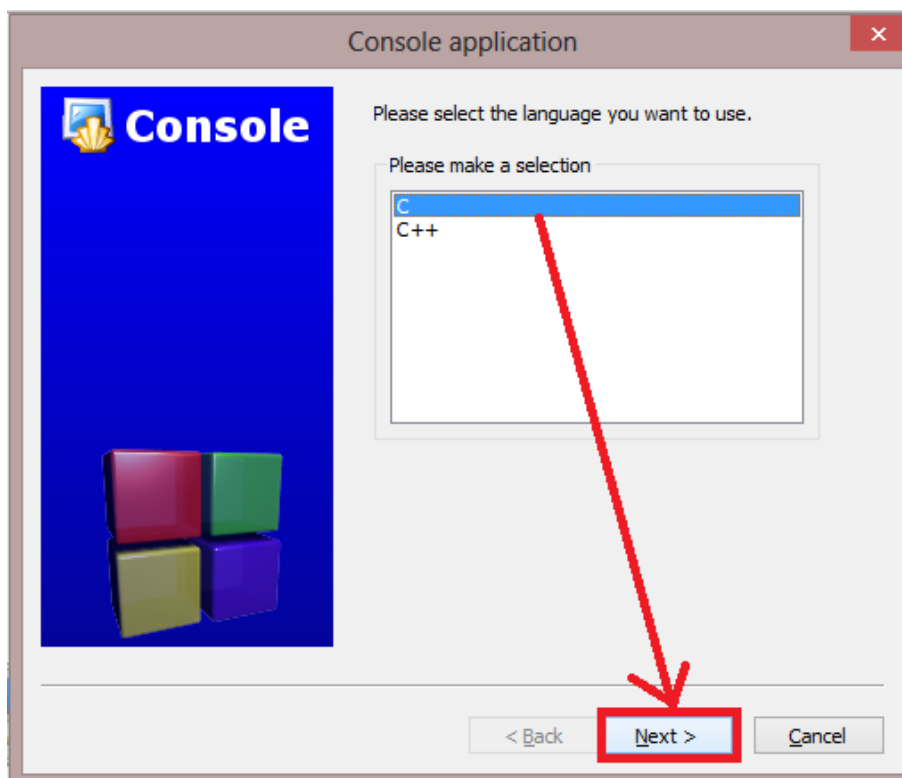 Console application
Console
Please select the language you want to use.
Please make a selection
C
C++
< Back
Next >
Cancel